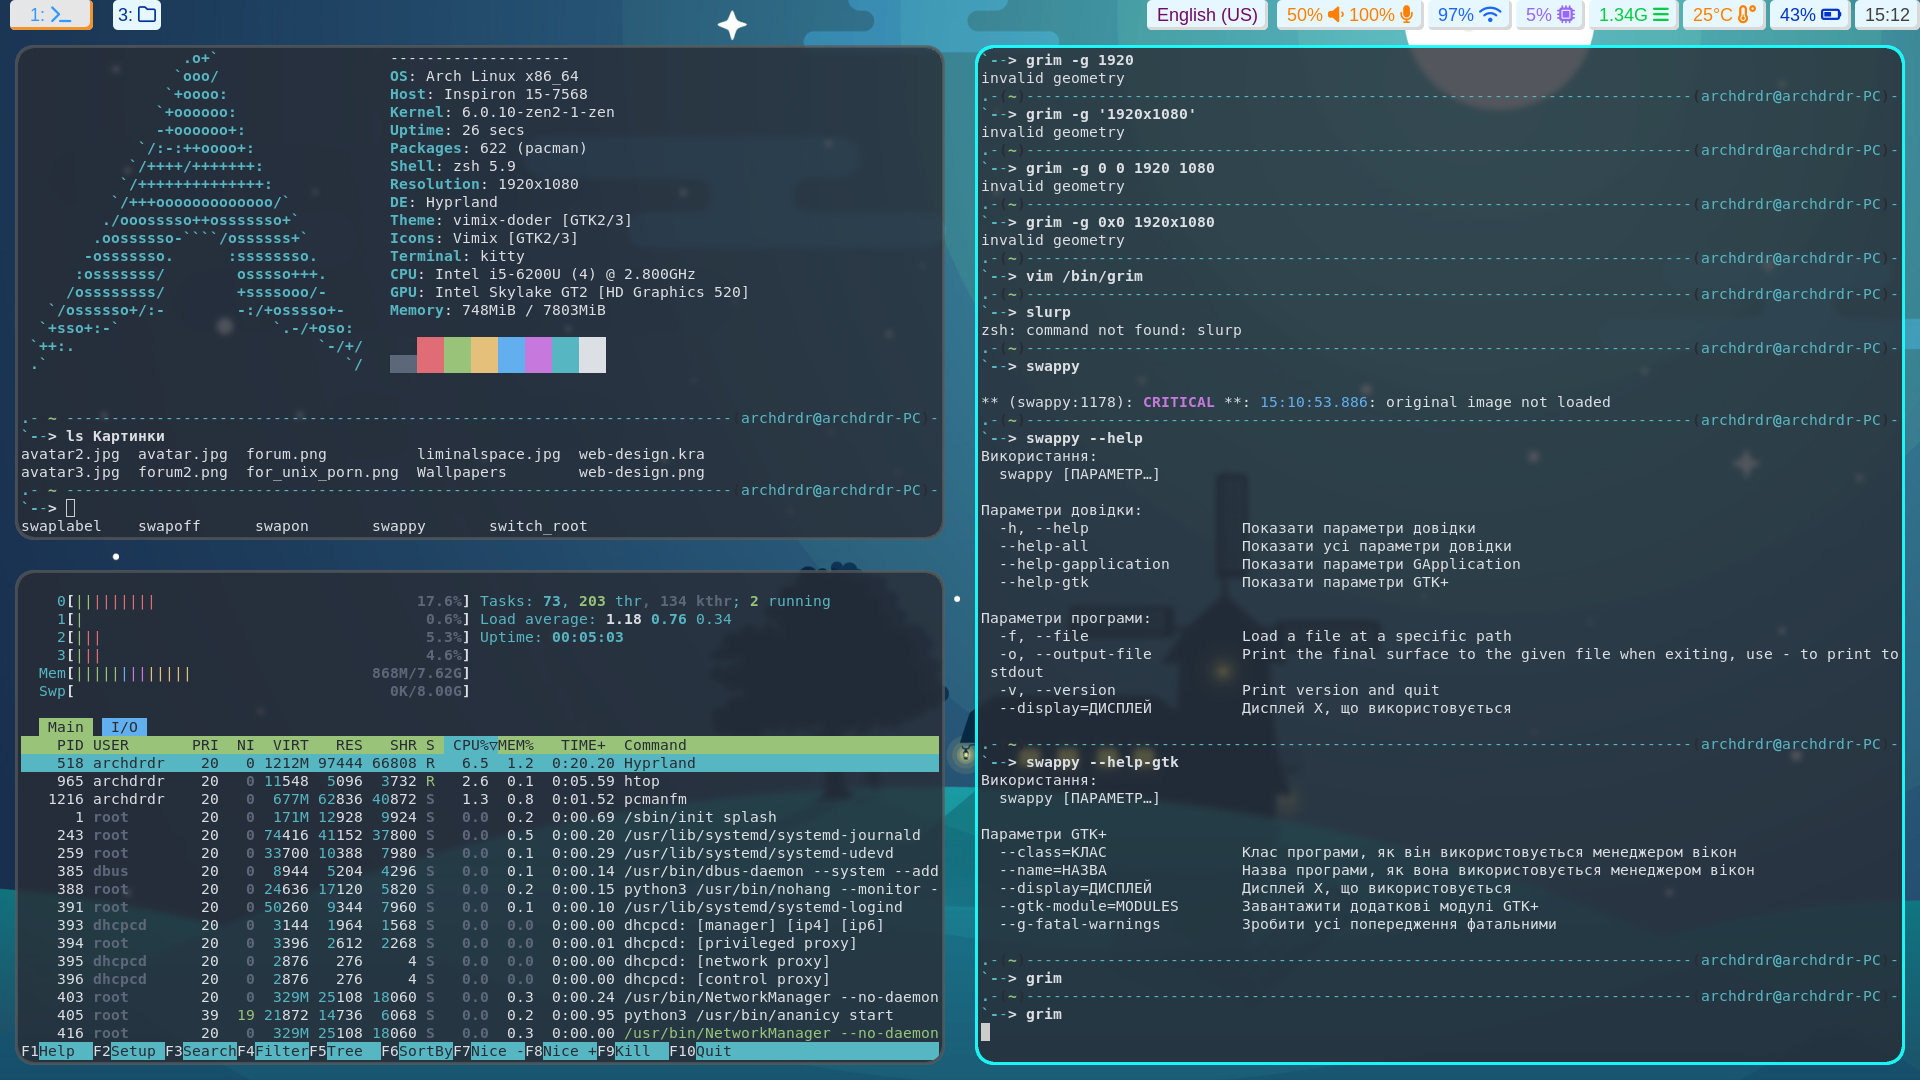 1:
3:
English (US)
50% 100%
97%
5%
1.34G
25°C
43%
15:12
-------------------
OS: Arch Linux x86_64
Host: Inspiron 15-7568
Kernel: 6.0.10-zen2-1-zen
Uptime: 26 secs
Packages: 622 (pacman)
Shell: zsh 5.9
Resolution: 1920x1080
DE: Hyprland
Theme: vimix-doder [GTK2/3]
Icons: Vimix [GTK2/3]
Terminal: kitty
CPU: Intel i5-6200U (4) @ 2.800GHz
GPU: Intel Skylake GT2 [HD Graphics 520]
Memory: 748MiB / 7803MiB
~ archdrdr@archdrdr-PC
`--> ls Картинки
avatar2.jpg avatar.jpg forum.png liminalspace.jpg web-design.kra
avatar3.jpg forum2.png for_unix_porn.png Wallpapers web-design.png
~ archdrdr@archdrdr-PC
`-->
swaplabel swapoff swapon swappy switch_root
0[||||||||| 17.6%] Tasks: 73, 203 thr, 134 kthr; 2 running
1[| 0.6%] Load average: 1.18 0.76 0.34
2[||| 5.3%] Uptime: 00:05:03
3[||| 4.6%]
Mem[||||||||||||| 868M/7.62G]
Swp[ 0K/8.00G]
Main I/O
PID USER PRI NI VIRT RES SHR S CPU%▽MEM% TIME+ Command
518 archdrdr 20 0 1212M 97444 66808 R 6.5 1.2 0:20.20 Hyprland
965 archdrdr 20 0 11548 5096 3732 R 2.6 0.1 0:05.59 htop
1216 archdrdr 20 0 677M 62836 40872 S 1.3 0.8 0:01.52 pcmanfm
1 root 20 0 171M 12928 9924 S 0.0 0.2 0:00.69 /sbin/init splash
243 root 20 0 74416 41152 37800 S 0.0 0.5 0:00.20 /usr/lib/systemd/systemd-journald
259 root 20 0 33700 10388 7980 S 0.0 0.1 0:00.29 /usr/lib/systemd/systemd-udevd
385 dbus 20 0 8944 5204 4296 S 0.0 0.1 0:00.14 /usr/bin/dbus-daemon --system --add
388 root 20 0 24636 17120 5820 S 0.0 0.2 0:00.15 python3 /usr/bin/nohang --monitor -
391 root 20 0 50260 9344 7960 S 0.0 0.1 0:00.10 /usr/lib/systemd/systemd-logind
393 dhcpcd 20 0 3144 1964 1568 S 0.0 0.0 0:00.00 dhcpcd: [manager] [ip4] [ip6]
394 root 20 0 3396 2612 2268 S 0.0 0.0 0:00.01 dhcpcd: [privileged proxy]
395 dhcpcd 20 0 2876 276 4 S 0.0 0.0 0:00.00 dhcpcd: [network proxy]
396 dhcpcd 20 0 2876 276 4 S 0.0 0.0 0:00.00 dhcpcd: [control proxy]
403 root 20 0 329M 25108 18060 S 0.0 0.3 0:00.24 /usr/bin/NetworkManager --no-daemon
405 root 39 19 21872 14736 6068 S 0.0 0.2 0:00.95 python3 /usr/bin/ananicy start
416 root 20 0 329M 25108 18060 S 0.0 0.3 0:00.00 /usr/bin/NetworkManager --no-daemon
F1Help F2Setup F3SearchF4FilterF5Tree F6SortByF7Nice -F8Nice +F9Kill F10Quit
`--> grim -g 1920
invalid geometry
~ archdrdr@archdrdr-PC
`--> grim -g '1920x1080'
invalid geometry
~ archdrdr@archdrdr-PC
`--> grim -g 0 0 1920 1080
invalid geometry
~ archdrdr@archdrdr-PC
`--> grim -g 0x0 1920x1080
invalid geometry
~ archdrdr@archdrdr-PC
`--> vim /bin/grim
~ archdrdr@archdrdr-PC
`--> slurp
zsh: command not found: slurp
~ archdrdr@archdrdr-PC
`--> swappy
** (swappy:1178): CRITICAL **: 15:10:53.886: original image not loaded
~ archdrdr@archdrdr-PC
`--> swappy --help
Використання:
swappy [ПАРАМЕТР…]
Параметри довідки:
-h, --help Показати параметри довідки
--help-all Показати усі параметри довідки
--help-gapplication Показати параметри GApplication
--help-gtk Показати параметри GTK+
Параметри програми:
-f, --file Load a file at a specific path
-o, --output-file Print the final surface to the given file when exiting, use - to print to
stdout
-v, --version Print version and quit
--display=ДИСПЛЕЙ Дисплей X, що використовується
~ archdrdr@archdrdr-PC
`--> swappy --help-gtk
Використання:
swappy [ПАРАМЕТР…]
Параметри GTK+
--class=КЛАС Клас програми, як він використовується менеджером вікон
--name=НАЗВА Назва програми, як вона використовується менеджером вікон
--display=ДИСПЛЕЙ Дисплей X, що використовується
--gtk-module=MODULES Завантажити додаткові модулі GTK+
--g-fatal-warnings Зробити усі попередження фатальними
~ archdrdr@archdrdr-PC
`--> grim
~ archdrdr@archdrdr-PC
`--> grim